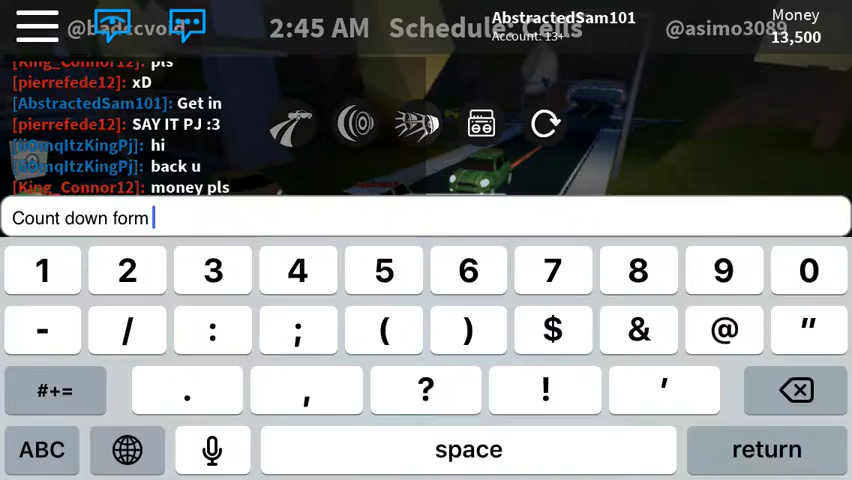 @badccvoid
2:45 AM
Schedule: Cells
AbstractedSam101
Account: 13+
@asimo3089
Money
13,500
[King_Connor12]: pls
[pierrefede12]: xD
[AbstractedSam101]: Get in
[pierrefede12]: SAY IT PJ :3
hi
back u
[King_Connor12]: money pls
Count down form
1 2 3 4 5 6 7 8 9 0
- / : ; ( ) $ & @ "
#+= . , ? ! '
ABC space return